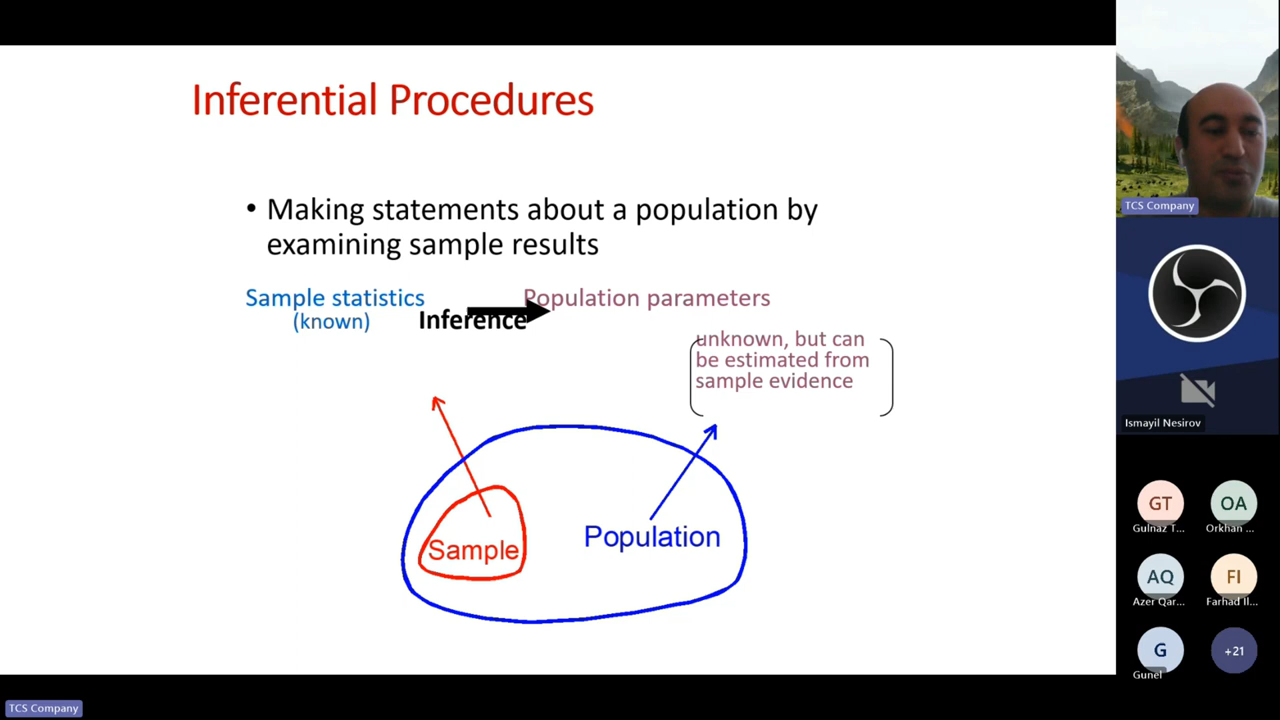 Inferential Procedures
• Making statements about a population by
examining sample results
Sample statistics
(known)
Inference
Population parameters
unknown, but can
be estimated from
sample evidence
Sample
Population
TCS Company
Ismayil Nesirov
GT
Gulnaz T...
OA
Orkhan ...
AQ
Azer Qar...
FI
Farhad Il...
G
Gunel
+21
TCS Company